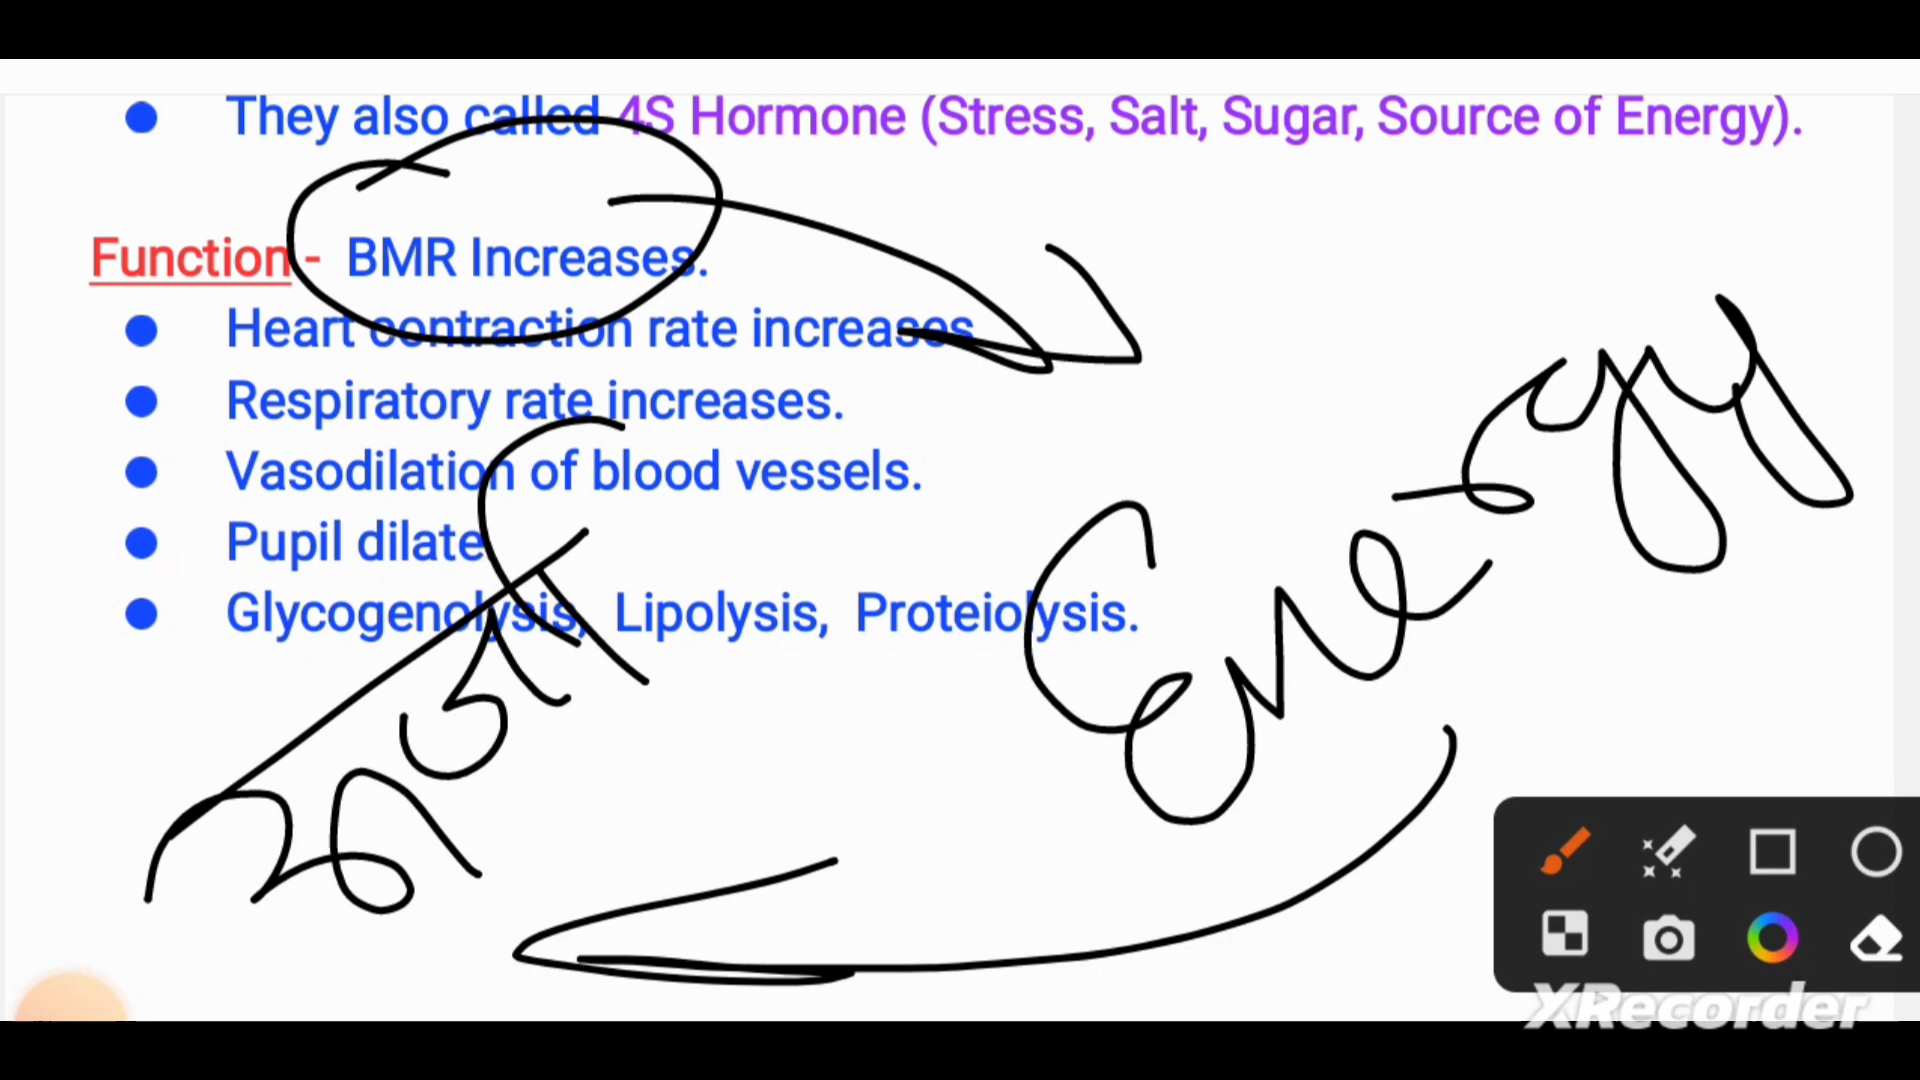 ● They also called 4S Hormone (Stress, Salt, Sugar, Source of Energy).
Function - BMR Increases.
● Heart contraction rate increases
● Respiratory rate increases.
● Vasodilation of blood vessels.
● Pupil dilate
● Glycogenolysis, Lipolysis, Proteiolysis.
Energy
XRecorder